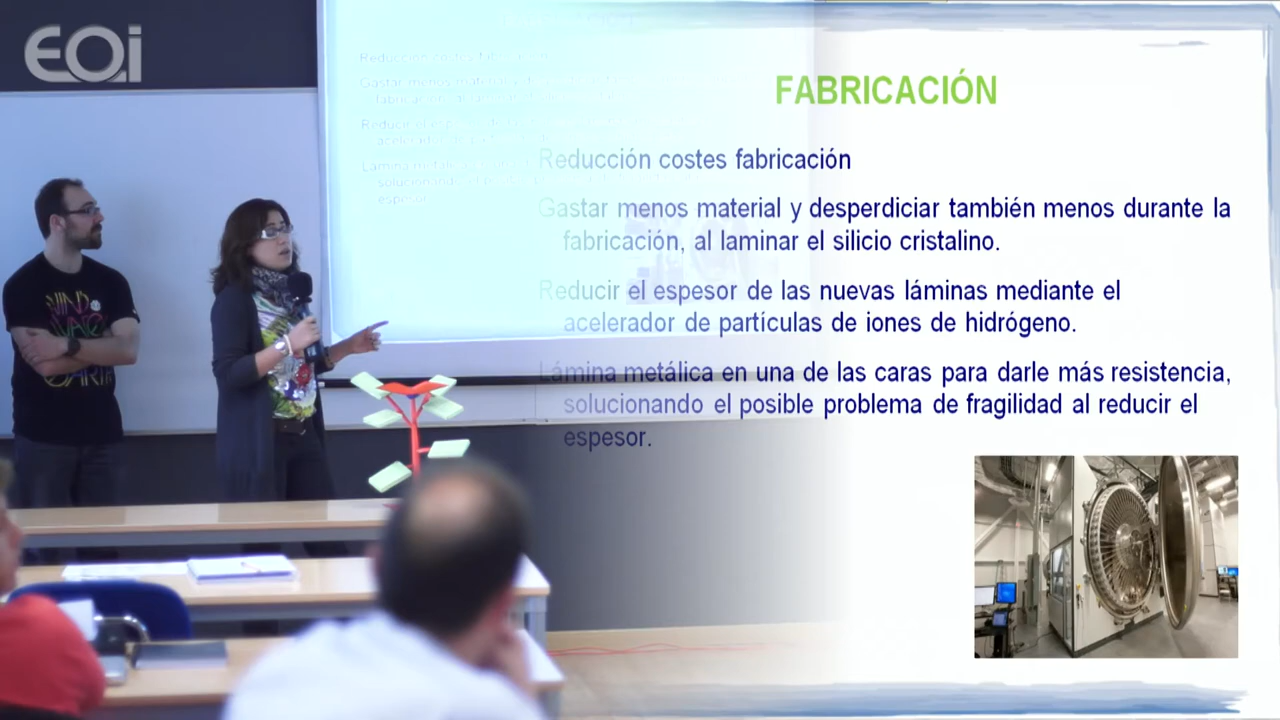 EOi
FABRICACIÓN
Reducción costes fabricación
Gastar menos material y desperdiciar también menos durante la
fabricación, al laminar el silicio cristalino.
Reducir el espesor de las nuevas láminas mediante el
acelerador de partículas de iones de hidrógeno.
Lámina metálica en una de las caras para darle más resistencia,
solucionando el posible problema de fragilidad al reducir el
espesor.